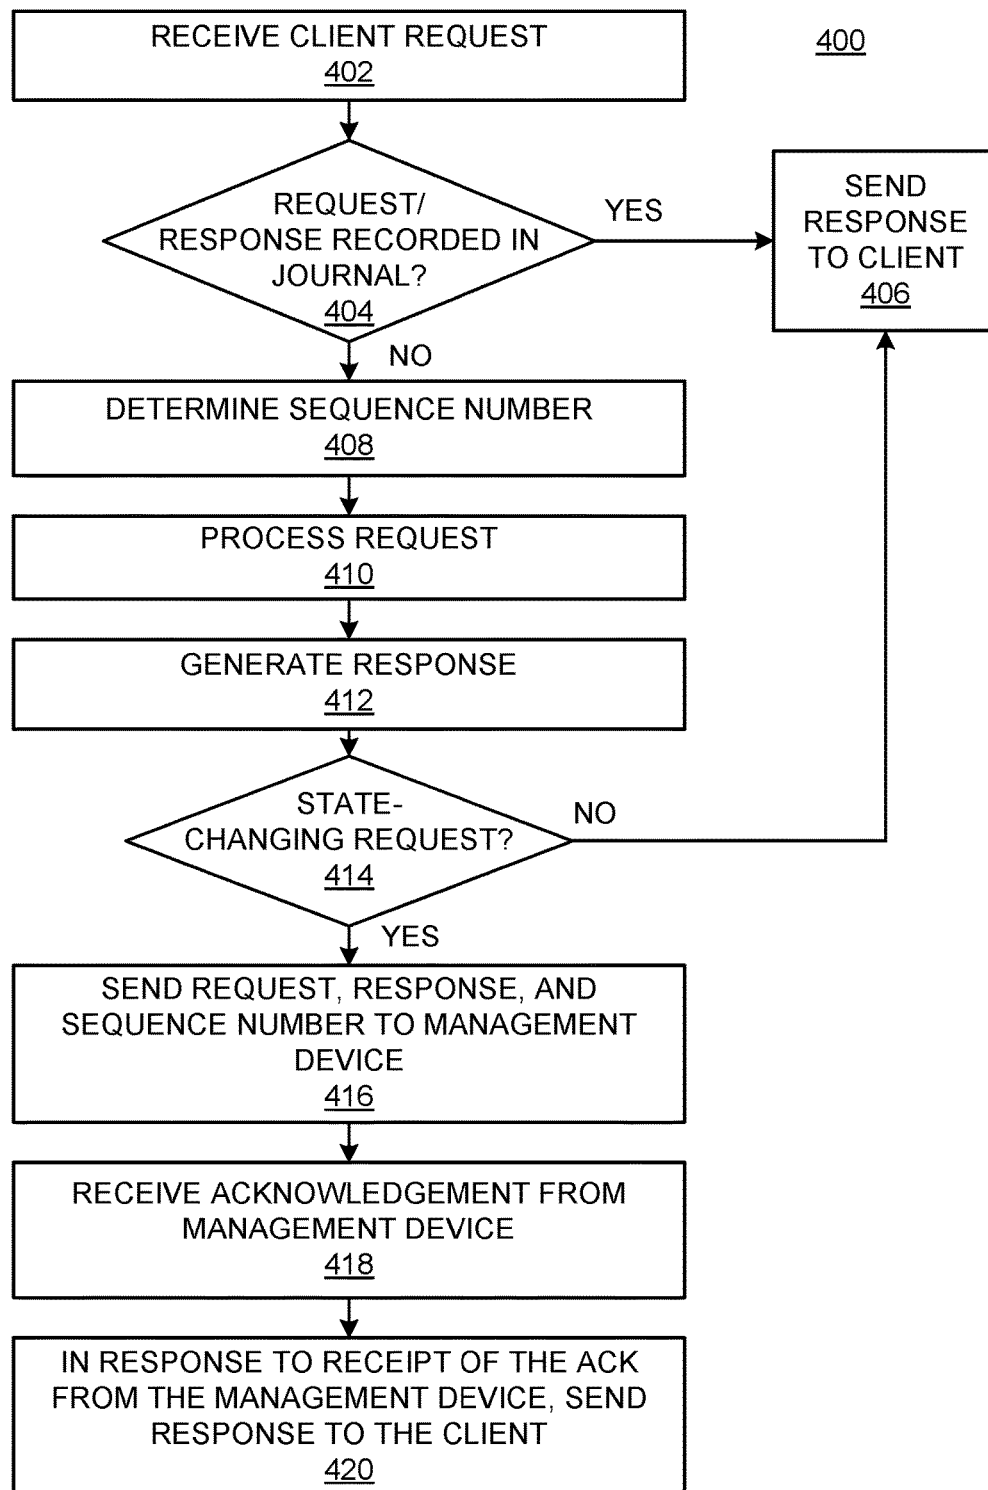 RECEIVE CLIENT REQUEST
402
400
REQUEST/
RESPONSE RECORDED IN
JOURNAL?
404
YES
SEND
RESPONSE
TO CLIENT
406
NO
DETERMINE SEQUENCE NUMBER
408
PROCESS REQUEST
410
GENERATE RESPONSE
412
STATE-
CHANGING REQUEST?
414
NO
YES
SEND REQUEST, RESPONSE, AND
SEQUENCE NUMBER TO MANAGEMENT
DEVICE
416
RECEIVE ACKNOWLEDGEMENT FROM
MANAGEMENT DEVICE
418
IN RESPONSE TO RECEIPT OF THE ACK
FROM THE MANAGEMENT DEVICE, SEND
RESPONSE TO THE CLIENT
420